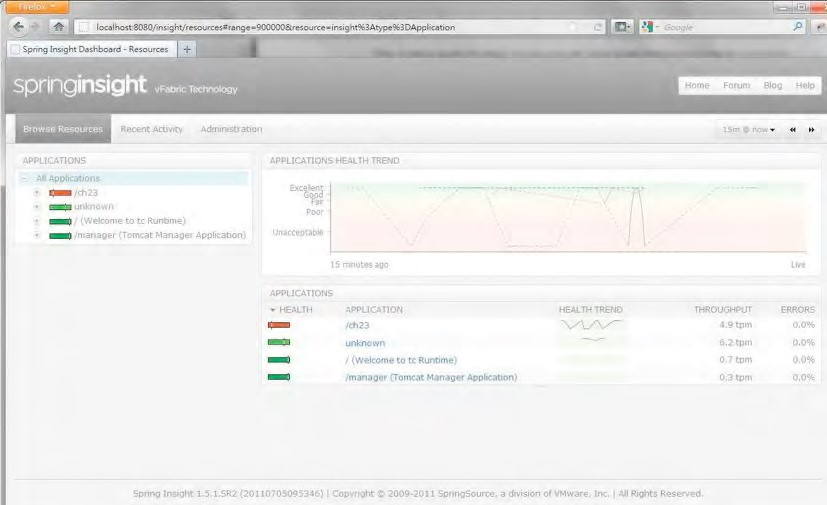 Firefox
localhost:8080/insight/resources#range=900000&resource=insight%3Atype%3DApplication
Google
Spring Insight Dashboard - Resources
springinsight vFabric Technology
Home Forum Blog Help
Browse Resources Recent Activity Administration
15m @ now
APPLICATIONS
All Applications
/ch23
unknown
/ (Welcome to tc Runtime)
/manager (Tomcat Manager Application)
APPLICATIONS HEALTH TREND
Excellent
Good
Fair
Poor
Unacceptable
15 minutes ago Live
APPLICATIONS
HEALTH APPLICATION HEALTH TREND THROUGHPUT ERRORS
/ch23 4.9 tpm 0.0%
unknown 6.2 tpm 0.0%
/ (Welcome to tc Runtime) 0.7 tpm 0.0%
/manager (Tomcat Manager Application) 0.3 tpm 0.0%
Spring Insight 1.5.1.SR2 (20110705095346) | Copyright © 2009-2011 SpringSource, a division of VMware, Inc. | All Rights Reserved.